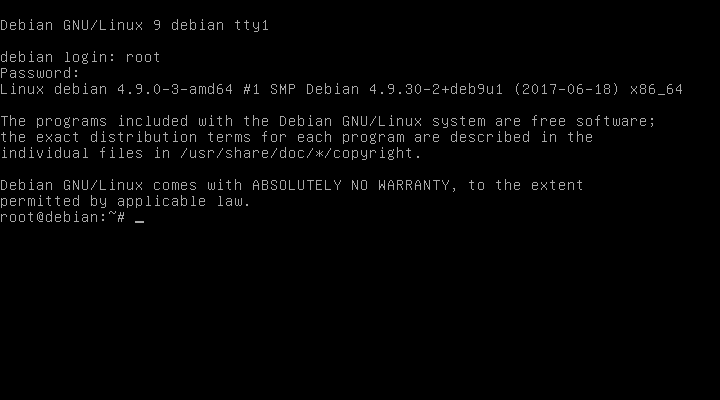 Debian GNU/Linux 9 debian tty1
debian login: root
Password:
Linux debian 4.9.0-3-amd64 #1 SMP Debian 4.9.30-2+deb9u1 (2017-06-18) x86_64
The programs included with the Debian GNU/Linux system are free software;
the exact distribution terms for each program are described in the
individual files in /usr/share/doc/*/copyright.
Debian GNU/Linux comes with ABSOLUTELY NO WARRANTY, to the extent
permitted by applicable law.
root@debian:~# _